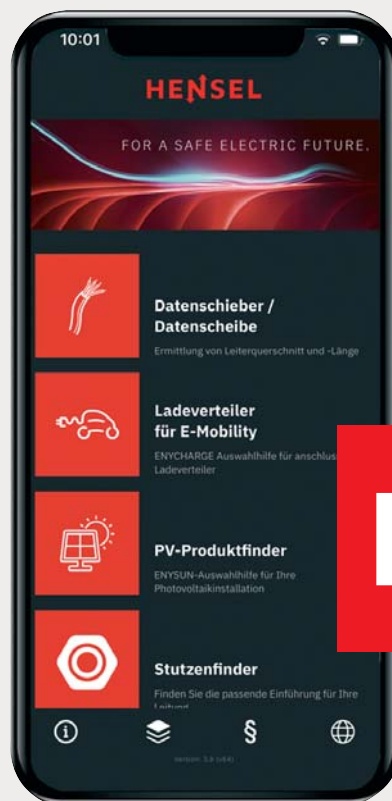 10:01
HENSEL
FOR A SAFE ELECTRIC FUTURE.
Datenschieber /
Datenscheibe
Ermittlung von Leiterquerschnitt und -Länge
Ladeverteiler
für E-Mobility
ENYCHARGE Auswahlhilfe für
Ladeverteiler
PV-Produktfinder
ENYSUN-Auswahlhilfe für Ihre
Photovoltaikinstallation
Stutzenfinder
Finden Sie die passende Einführung für Ihre
Leitung
§